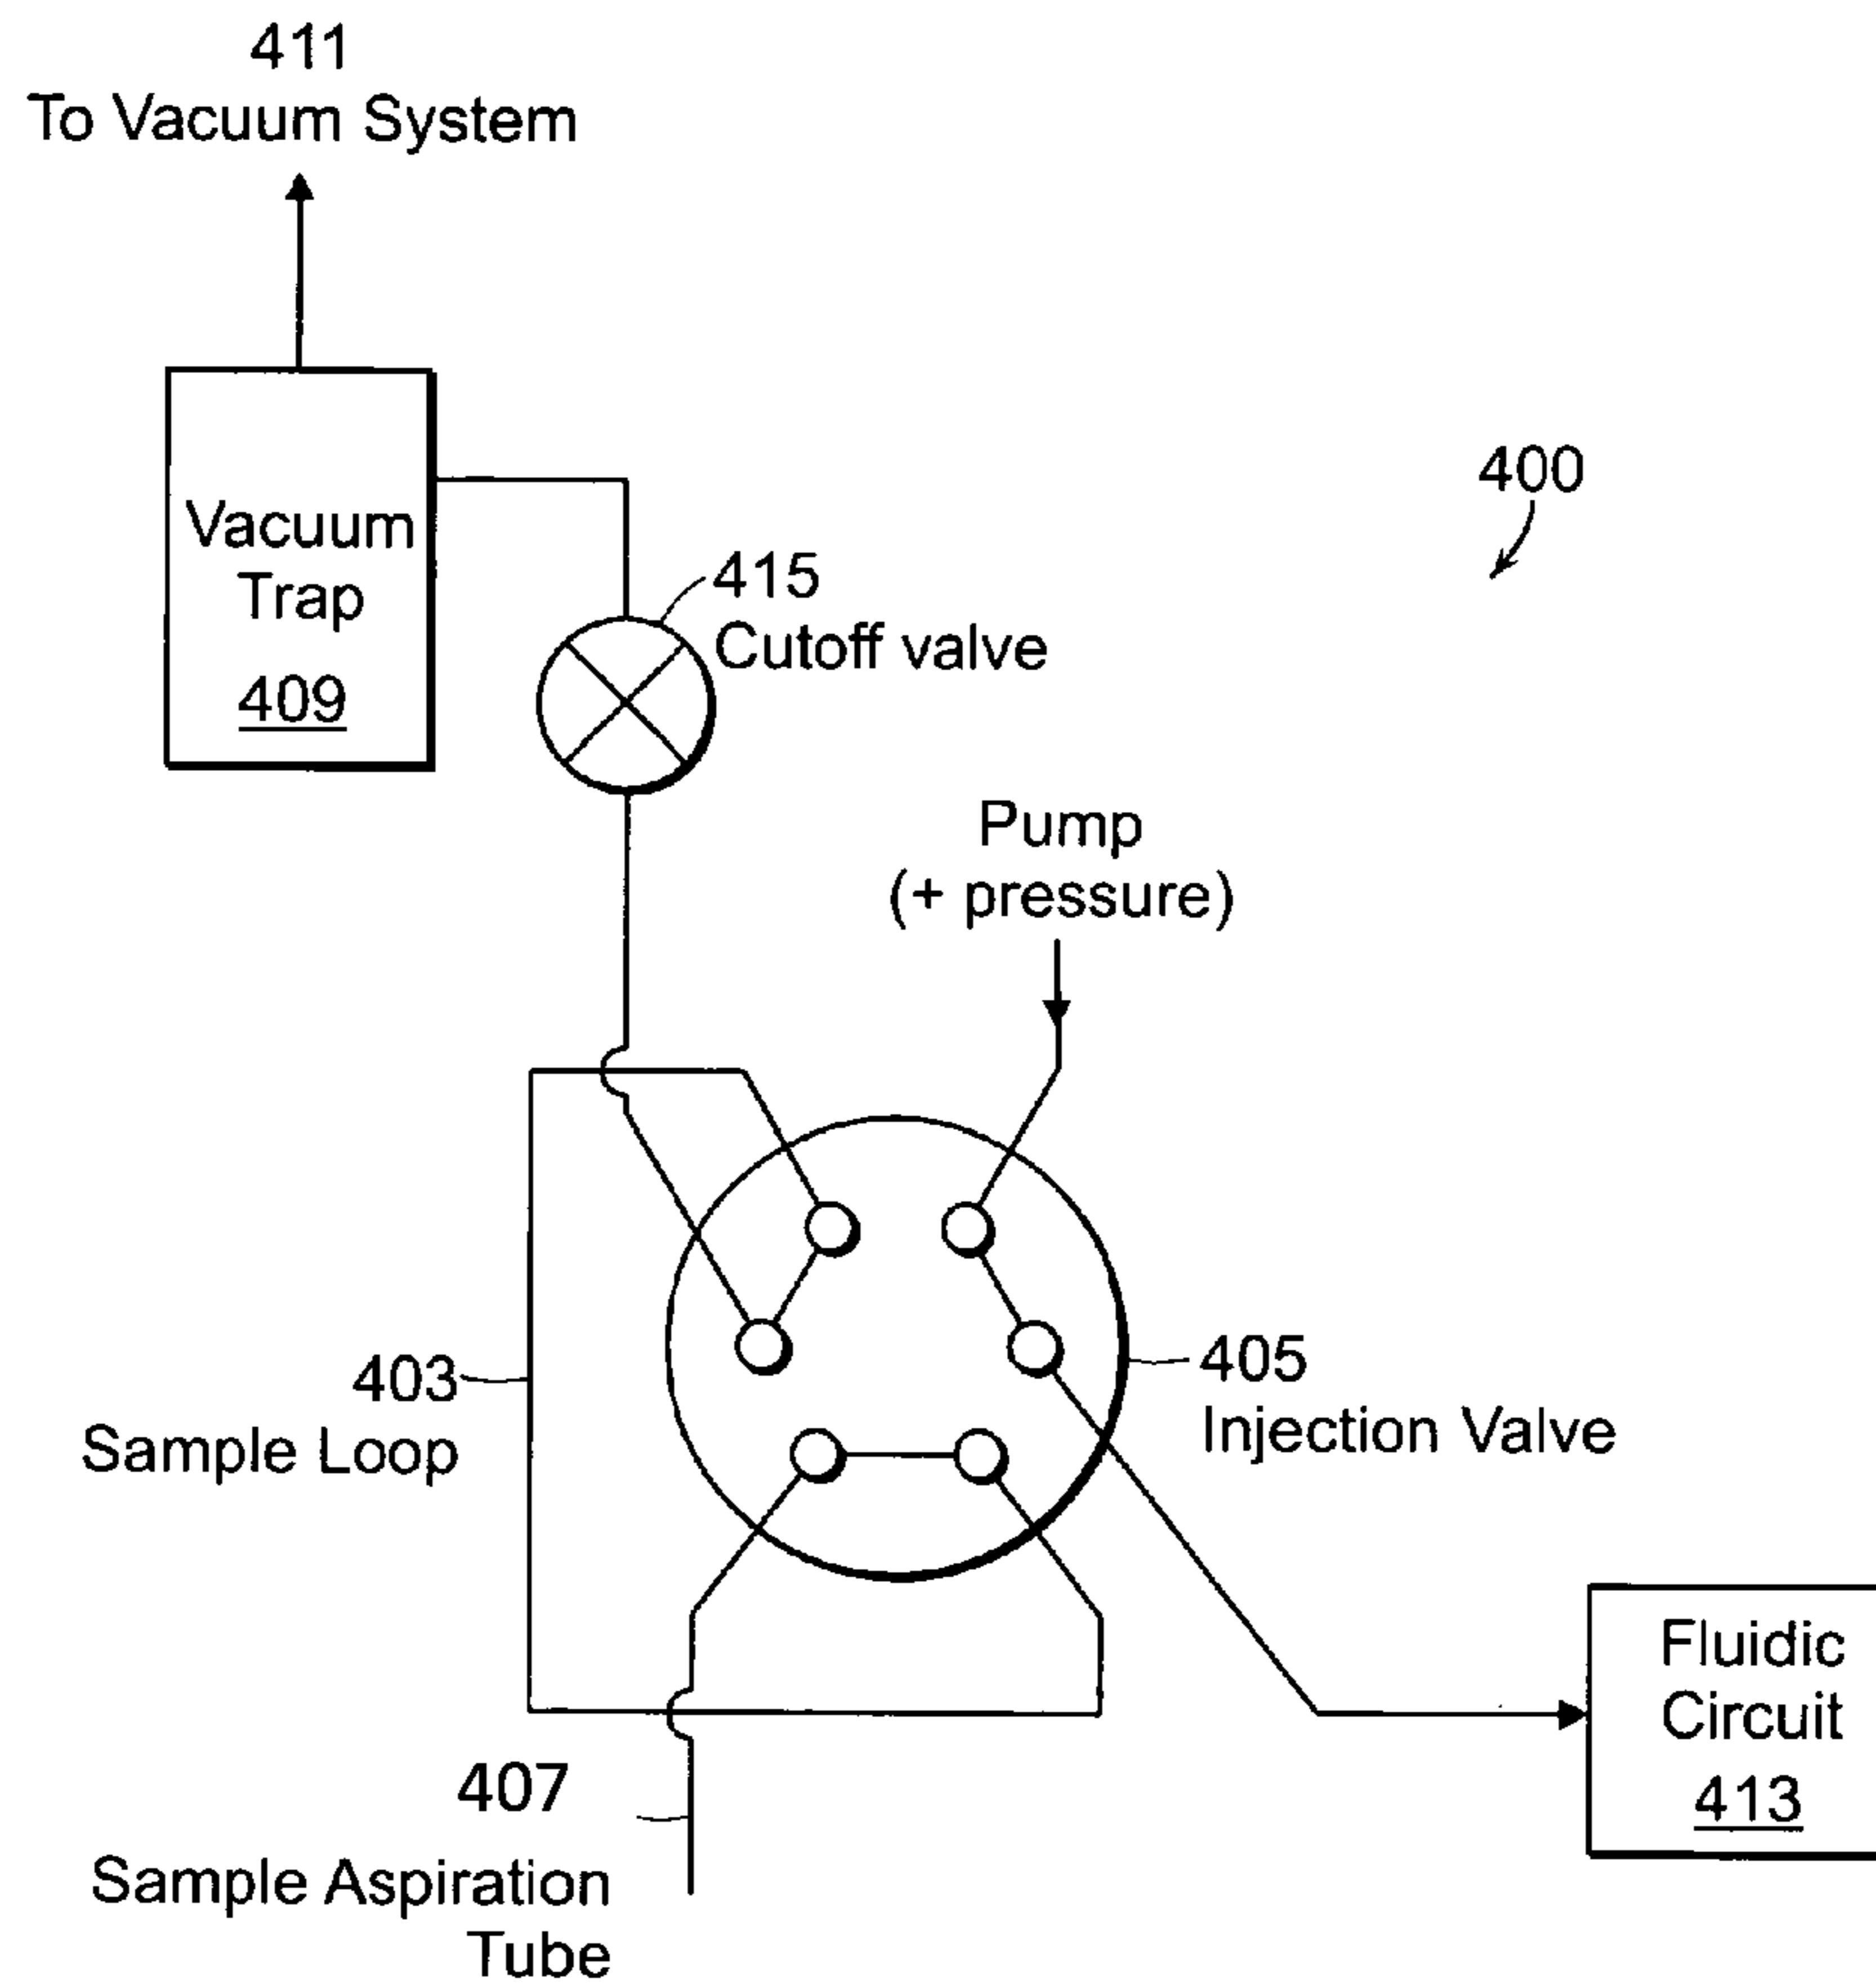 411
To Vacuum System
400
Vacuum
Trap
409
415
Cutoff valve
Pump
(+ pressure)
403
Sample Loop
405
Injection Valve
Fluidic
Circuit
413
407
Sample Aspiration
Tube